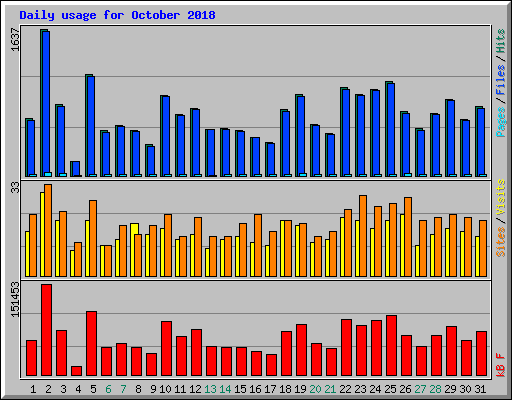 Daily usage for October 2018
1637
Pages / Files / Hits
33
Sites / Visits
151453
kB F
1 2 3 4 5 6 7 8 9 10 11 12 13 14 15 16 17 18 19 20 21 22 23 24 25 26 27 28 29 30 31